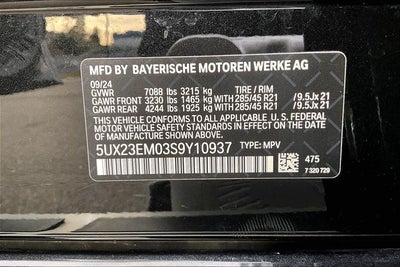 MFD BY BAYERISCHE MOTOREN WERKE AG
09/24
GVWR 7088 lbs 3215 kg TIRE / RIM
GAWR FRONT 3230 lbs 1465 kg WITH 285/45 R21 /9.5Jx21
GAWR REAR 4244 lbs 1925 kg WITH 285/45 R21 /9.5Jx21
THIS VEHICLE CONFORMS TO ALL APPLICABLE U. S. FEDERAL
MOTOR VEHICLE SAFETY STANDARDS IN EFFECT ON THE
DATE OF MANUFACTURE SHOWN ABOVE.
5UX23EM03S9Y10937 TYPE: MPV
475
7 320 729